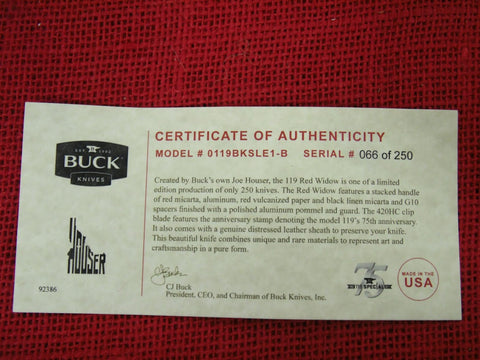 EST. 1902
BUCK
KNIVES
HOUSER
92386
CERTIFICATE OF AUTHENTICITY
MODEL # 0119BKSLE1-B SERIAL # 066 of 250
Created by Buck's own Joe Houser, the 119 Red Widow is one of a limited
edition production of only 250 knives. The Red Widow features a stacked handle
of red micarta, aluminum, red vulcanized paper and black linen micarta and G10
spacers finished with a polished aluminum pommel and guard. The 420HC clip
blade features the anniversary stamp denoting the model 119's 75th anniversary.
It also comes with a genuine distressed leather sheath to preserve your knife.
This beautiful knife combines unique and rare materials to represent art and
craftsmanship in a pure form.
CJ Buck
CJ Buck
President, CEO, and Chairman of Buck Knives, Inc.
75
SPECIAL
MADE IN THE
USA